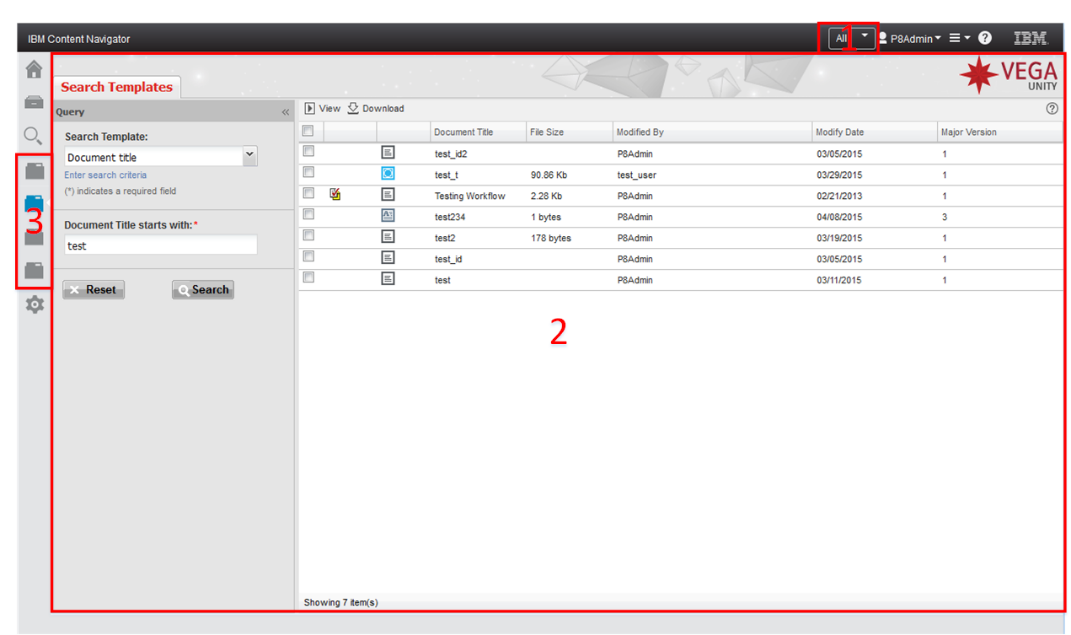 IBM Content Navigator
All
1
P8Admin
?
IBM.
Search Templates
VEGA
UNITY
Query «
View Download
?
Search Template:
Document title
Enter search criteria
(*) indicates a required field
Document Title starts with:*
test
Reset Search
Document Title File Size Modified By Modify Date Major Version
test_id2 P8Admin 03/05/2015 1
test_t 90.86 Kb test_user 03/29/2015 1
Testing Workflow 2.28 Kb P8Admin 02/21/2013 1
test234 1 bytes P8Admin 04/08/2015 3
test2 178 bytes P8Admin 03/19/2015 1
test_id P8Admin 03/05/2015 1
test P8Admin 03/11/2015 1
3
2
Showing 7 item(s)